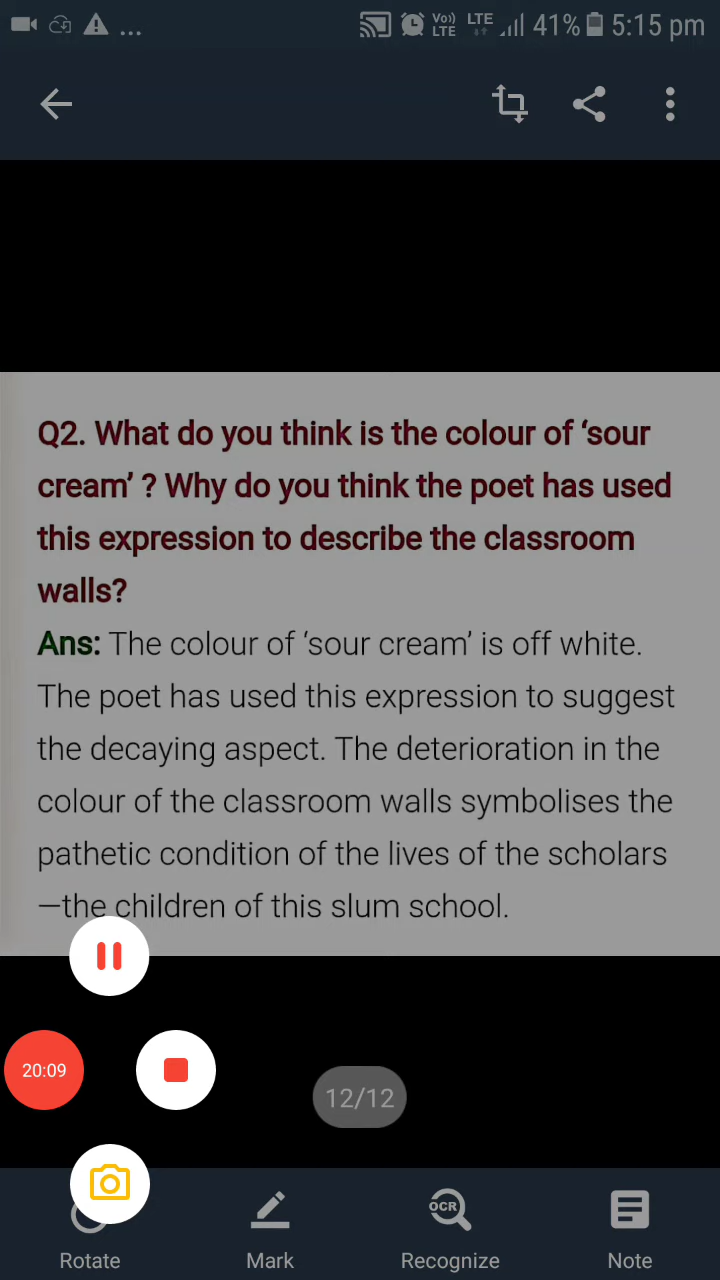 ... Vo)) LTE LTE 41% 5:15 pm
Q2. What do you think is the colour of ‘sour
cream’ ? Why do you think the poet has used
this expression to describe the classroom
walls?
Ans: The colour of ‘sour cream’ is off white.
The poet has used this expression to suggest
the decaying aspect. The deterioration in the
colour of the classroom walls symbolises the
pathetic condition of the lives of the scholars
—the children of this slum school.
20:09
12/12
OCR
Rotate Mark Recognize Note